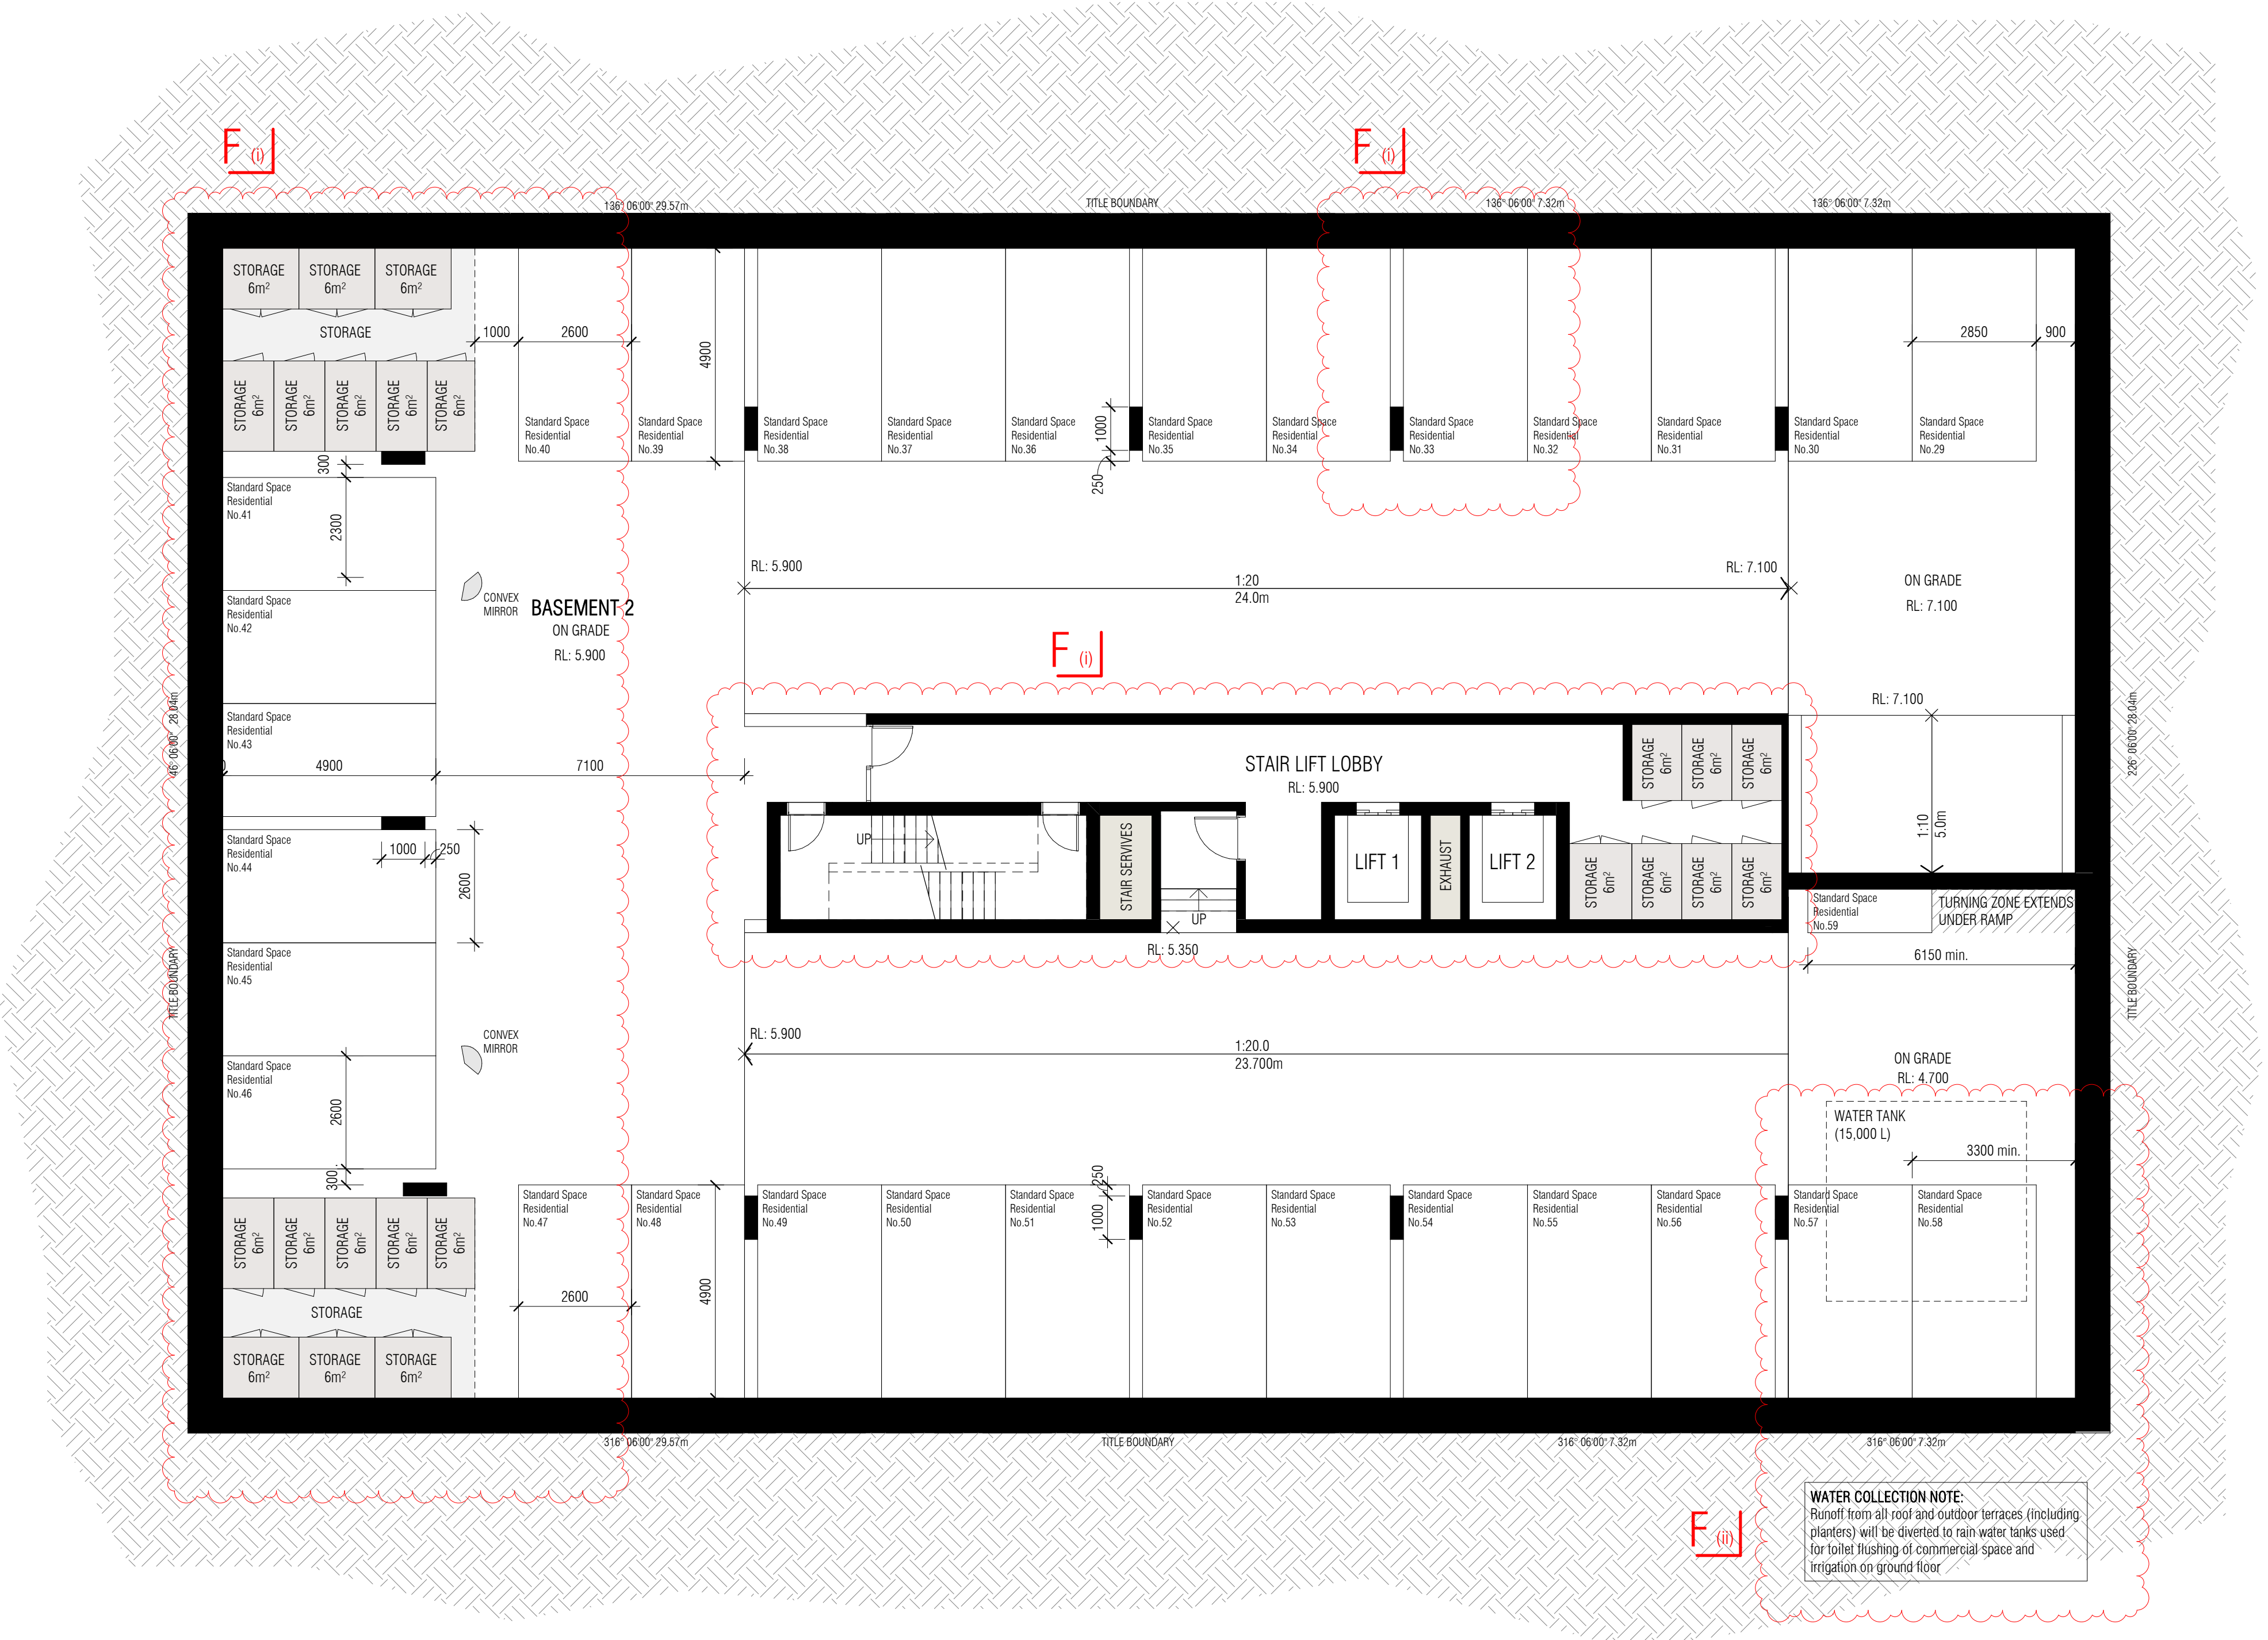 F (i)
F (i)
136° 06'00" 29.57m
TITLE BOUNDARY
136° 06'00" 7.32m
136° 06'00" 7.32m
STORAGE
6m²
STORAGE
6m²
STORAGE
6m²
STORAGE
1000
2600
4900
2850
900
STORAGE
6m²
STORAGE
6m²
STORAGE
6m²
STORAGE
6m²
STORAGE
6m²
Standard Space
Residential
No.40
Standard Space
Residential
No.39
Standard Space
Residential
No.38
Standard Space
Residential
No.37
Standard Space
Residential
No.36
1000
250
Standard Space
Residential
No.35
Standard Space
Residential
No.34
Standard Space
Residential
No.33
Standard Space
Residential
No.32
Standard Space
Residential
No.31
Standard Space
Residential
No.30
Standard Space
Residential
No.29
300
Standard Space
Residential
No.41
2300
Standard Space
Residential
No.42
CONVEX
MIRROR
BASEMENT 2
ON GRADE
RL: 5.900
RL: 5.900
1:20
24.0m
RL: 7.100
ON GRADE
RL: 7.100
F (i)
46° 06'00" 28.04m
Standard Space
Residential
No.43
0
4900
7100
STAIR LIFT LOBBY
RL: 5.900
STORAGE
6m²
STORAGE
6m²
STORAGE
6m²
RL: 7.100
226° 06'00" 28.04m
1:10
5.0m
Standard Space
Residential
No.44
1000
250
2600
UP
STAIR SERVIVES
UP
RL: 5.350
LIFT 1
EXHAUST
LIFT 2
STORAGE
6m²
STORAGE
6m²
STORAGE
6m²
STORAGE
6m²
Standard Space
Residential
No.59
TURNING ZONE EXTENDS
UNDER RAMP
6150 min.
TITLE BOUNDARY
Standard Space
Residential
No.45
TITLE BOUNDARY
CONVEX
MIRROR
RL: 5.900
1:20.0
23.700m
ON GRADE
RL: 4.700
Standard Space
Residential
No.46
2600
300
WATER TANK
(15,000 L)
3300 min.
STORAGE
6m²
STORAGE
6m²
STORAGE
6m²
STORAGE
6m²
STORAGE
6m²
Standard Space
Residential
No.47
Standard Space
Residential
No.48
Standard Space
Residential
No.49
Standard Space
Residential
No.50
Standard Space
Residential
No.51
250
1000
Standard Space
Residential
No.52
Standard Space
Residential
No.53
Standard Space
Residential
No.54
Standard Space
Residential
No.55
Standard Space
Residential
No.56
Standard Space
Residential
No.57
Standard Space
Residential
No.58
STORAGE
2600
4900
STORAGE
6m²
STORAGE
6m²
STORAGE
6m²
316° 06'00" 29.57m
TITLE BOUNDARY
316° 06'00" 7.32m
316° 06'00" 7.32m
F (ii)
WATER COLLECTION NOTE:
Runoff from all roof and outdoor terraces (including
planters) will be diverted to rain water tanks used
for toilet flushing of commercial space and
irrigation on ground floor